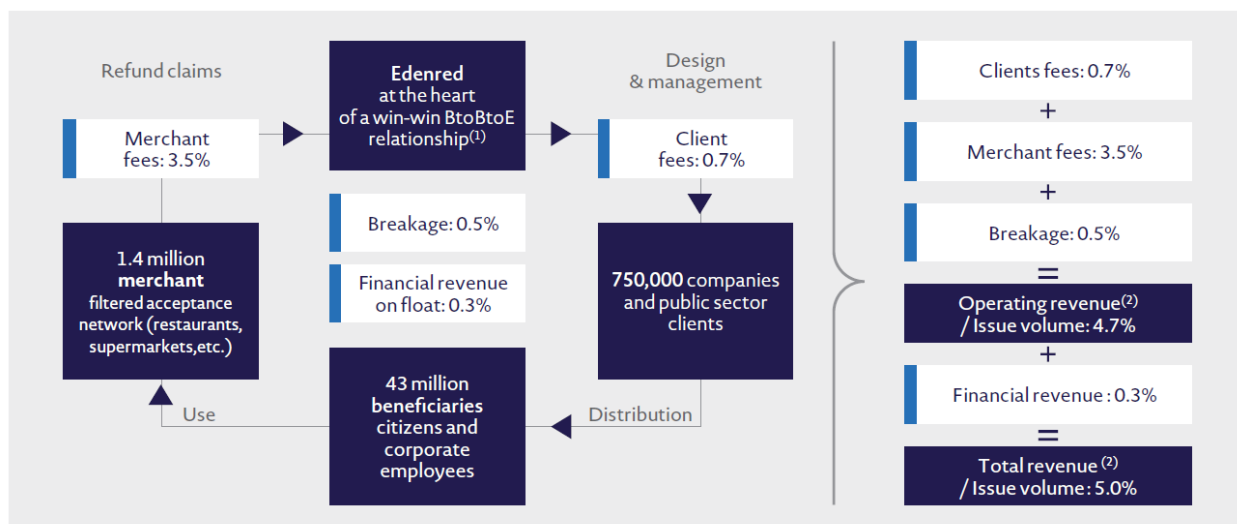 Refund claims
Edenred
at the heart
of a win-win BtoBtoE
relationship(1)
Design
& management
Merchant
fees: 3.5%
Client
fees: 0.7%
Breakage: 0.5%
Financial revenue
on float: 0.3%
1.4 million
merchant
filtered acceptance
network (restaurants,
supermarkets,etc.)
750,000 companies
and public sector
clients
43 million
beneficiaries
citizens and
corporate
employees
Use
Distribution
Clients fees: 0.7%
+
Merchant fees: 3.5%
+
Breakage: 0.5%
=
Operating revenue(2)
/ Issue volume: 4.7%
+
Financial revenue : 0.3%
=
Total revenue (2)
/ Issue volume: 5.0%